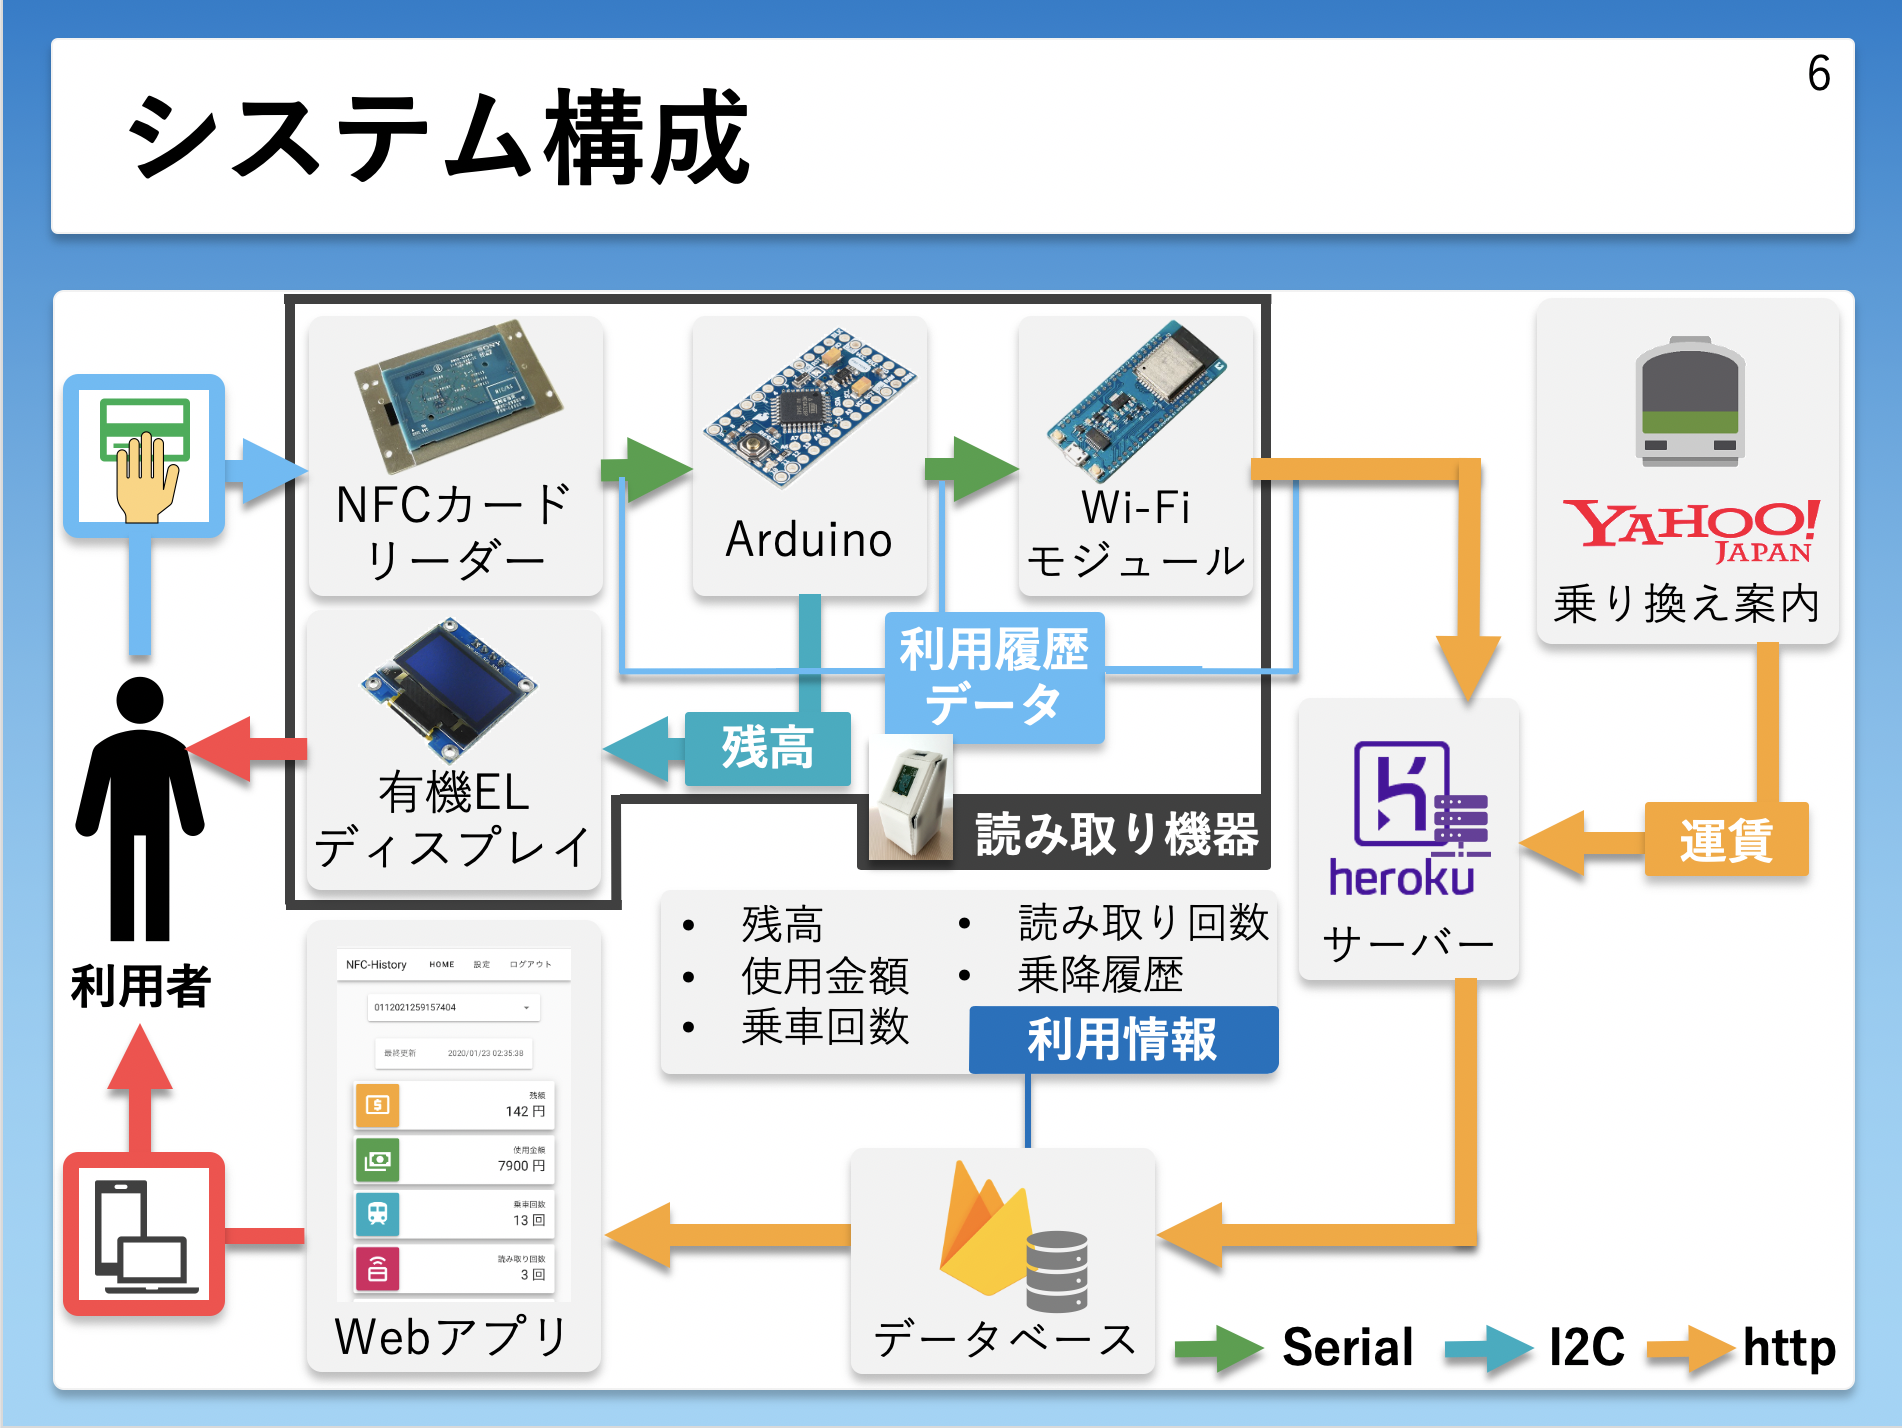 システム構成
6
NFCカード
リーダー
Arduino
Wi-Fi
モジュール
YAHOO!
JAPAN
乗り換え案内
利用履歴
データ
残高
有機EL
ディスプレイ
読み取り機器
heroku
サーバー
運賃
利用者
• 残高
• 使用金額
• 乗車回数
• 読み取り回数
• 乗降履歴
利用情報
NFC-History HOME 設定 ログアウト
0112021259157404
最終更新 2020/01/23 02:35:38
残額
142 円
使用金額
7900 円
乗車回数
13 回
読み取り回数
3 回
Webアプリ
データベース
Serial I2C http